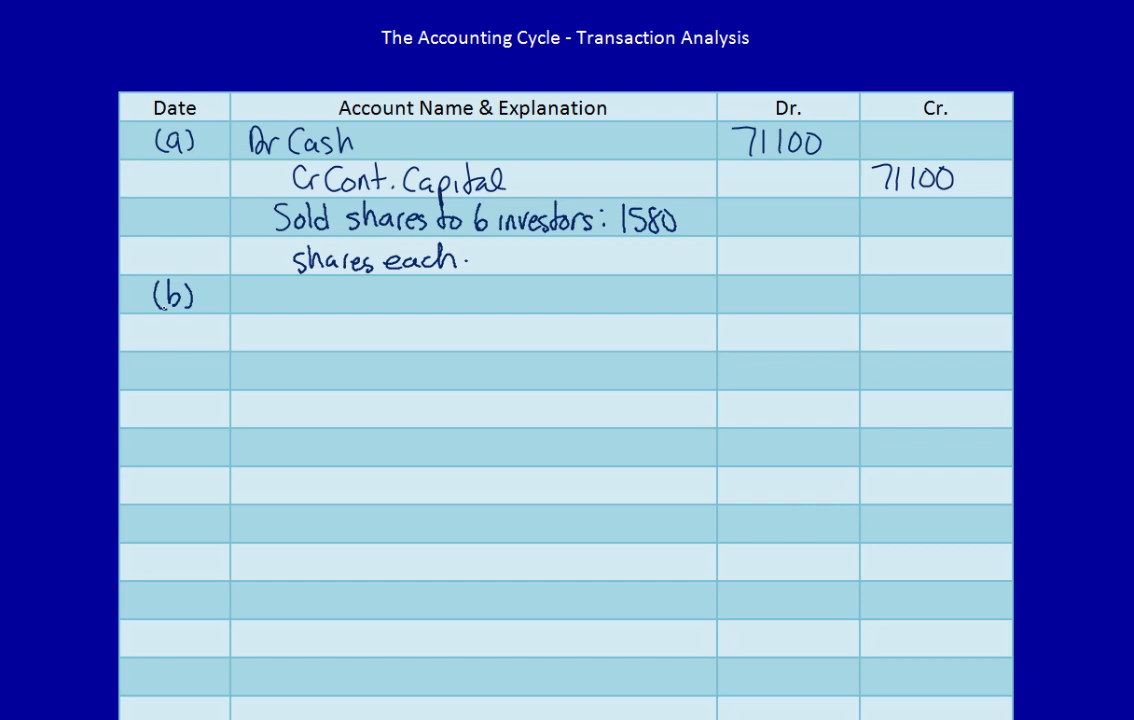 The Accounting Cycle - Transaction Analysis
Date Account Name & Explanation Dr. Cr.
(a) Dr Cash 71100
Cr Cont. Capital 71100
Sold shares to 6 investors: 1580
shares each.
(b)